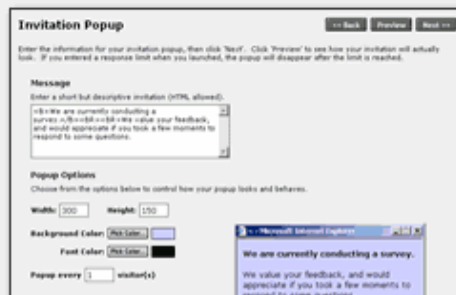 Invitation Popup
<< Back Preview Next >>
Enter the information for your invitation popup, then click 'Next'. Click 'Preview' to see how your invitation will actually
look. If you entered a response limit when you launched, the popup will disappear after the limit is reached.
Message
Enter a short but descriptive invitation (HTML allowed).
<B>We are currently conducting a
survey.</B><BR><BR>We value your feedback,
and would appreciate if you took a few moments to
respond to some questions.
Popup Options
Choose from the options below to control how your popup looks and behaves.
Width: 300 Height: 150
Background Color: Pick Color...
Font Color: Pick Color...
Popup every 1 visitor(s)
Microsoft Internet Explorer
We are currently conducting a survey.
We value your feedback, and would
appreciate if you took a few moments to
respond to some questions.